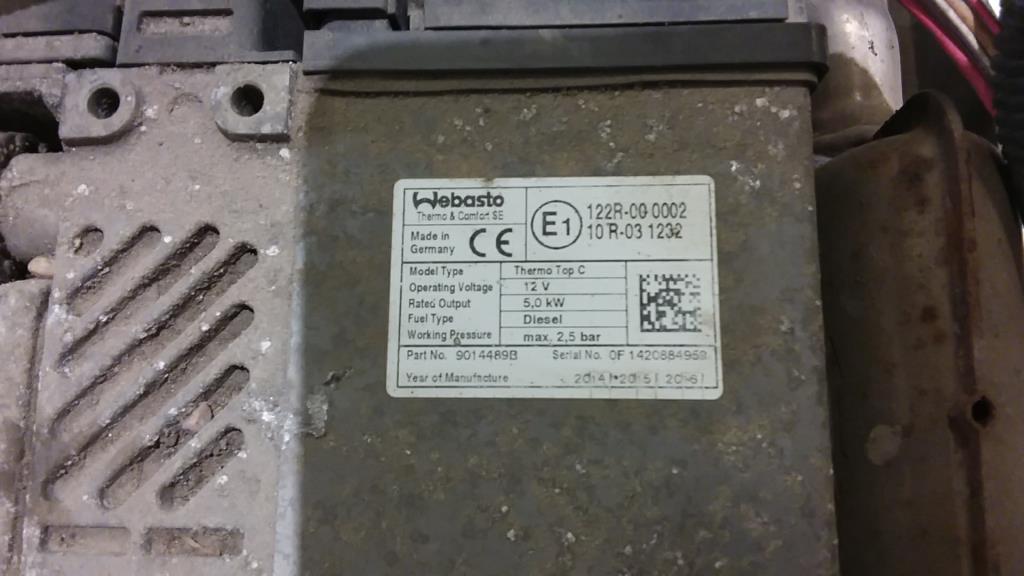 Webasto
Thermo & Comfort SE
Made in
Germany
CE
E1
122R-00 0002
10 R-03 1232
Model Type Thermo Top C
Operating Voltage 12 V
Rated Output 5,0 kW
Fuel Type Diesel
Working Pressure max. 2,5 bar
Part No. 9014489B Serial No. 0F
Year of Manufacture 2014 2015 2016